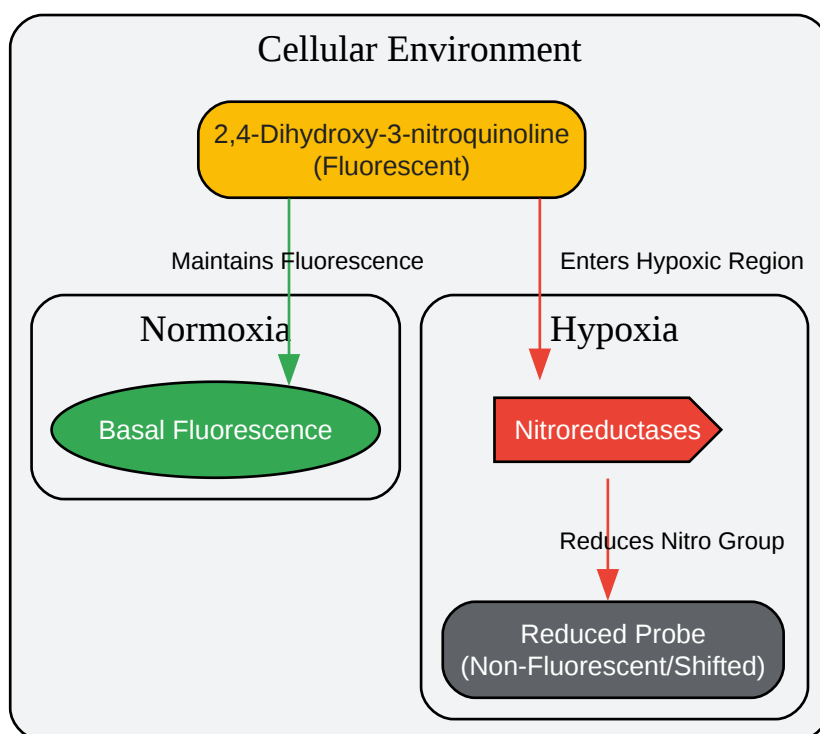 Cellular Environment
2,4-Dihydroxy-3-nitroquinoline
(Fluorescent)
Maintains Fluorescence
Enters Hypoxic Region
Normoxia
Hypoxia
Basal Fluorescence
Nitroreductases
Reduces Nitro Group
Reduced Probe
(Non-Fluorescent/Shifted)